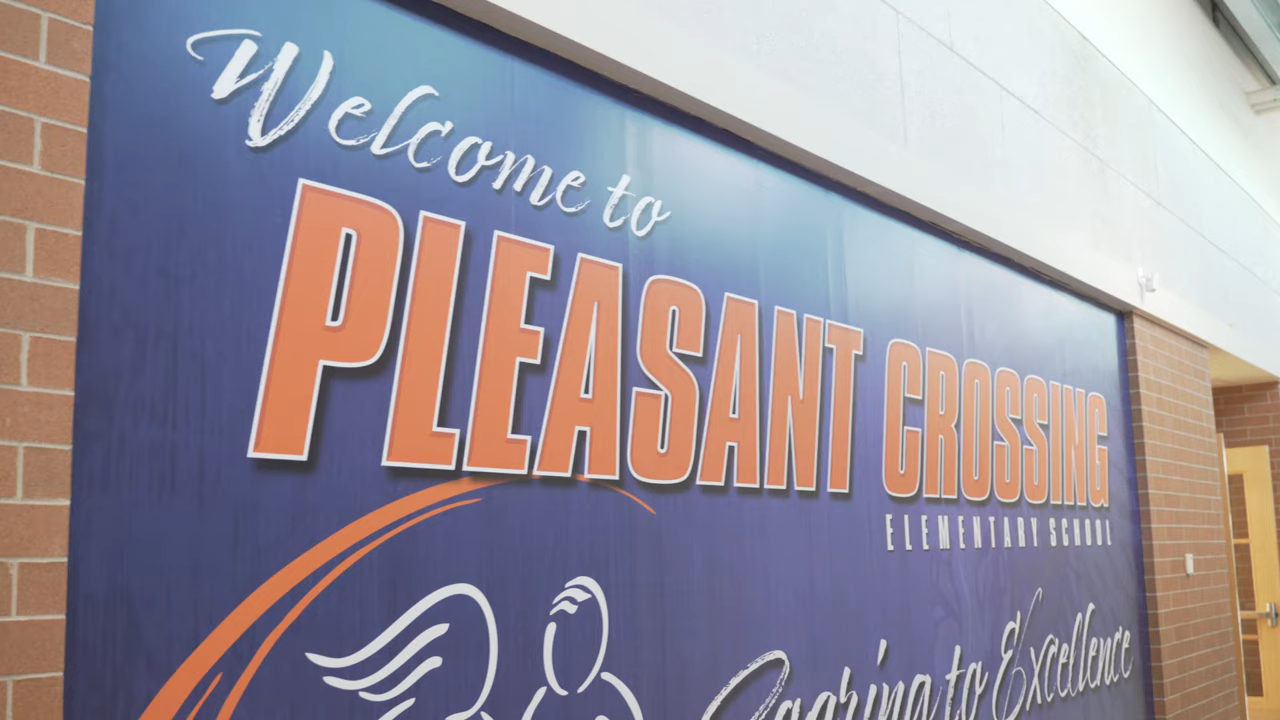 Welcome to
PLEASANT CROSSING
ELEMENTARY SCHOOL
Soaring to Excellence